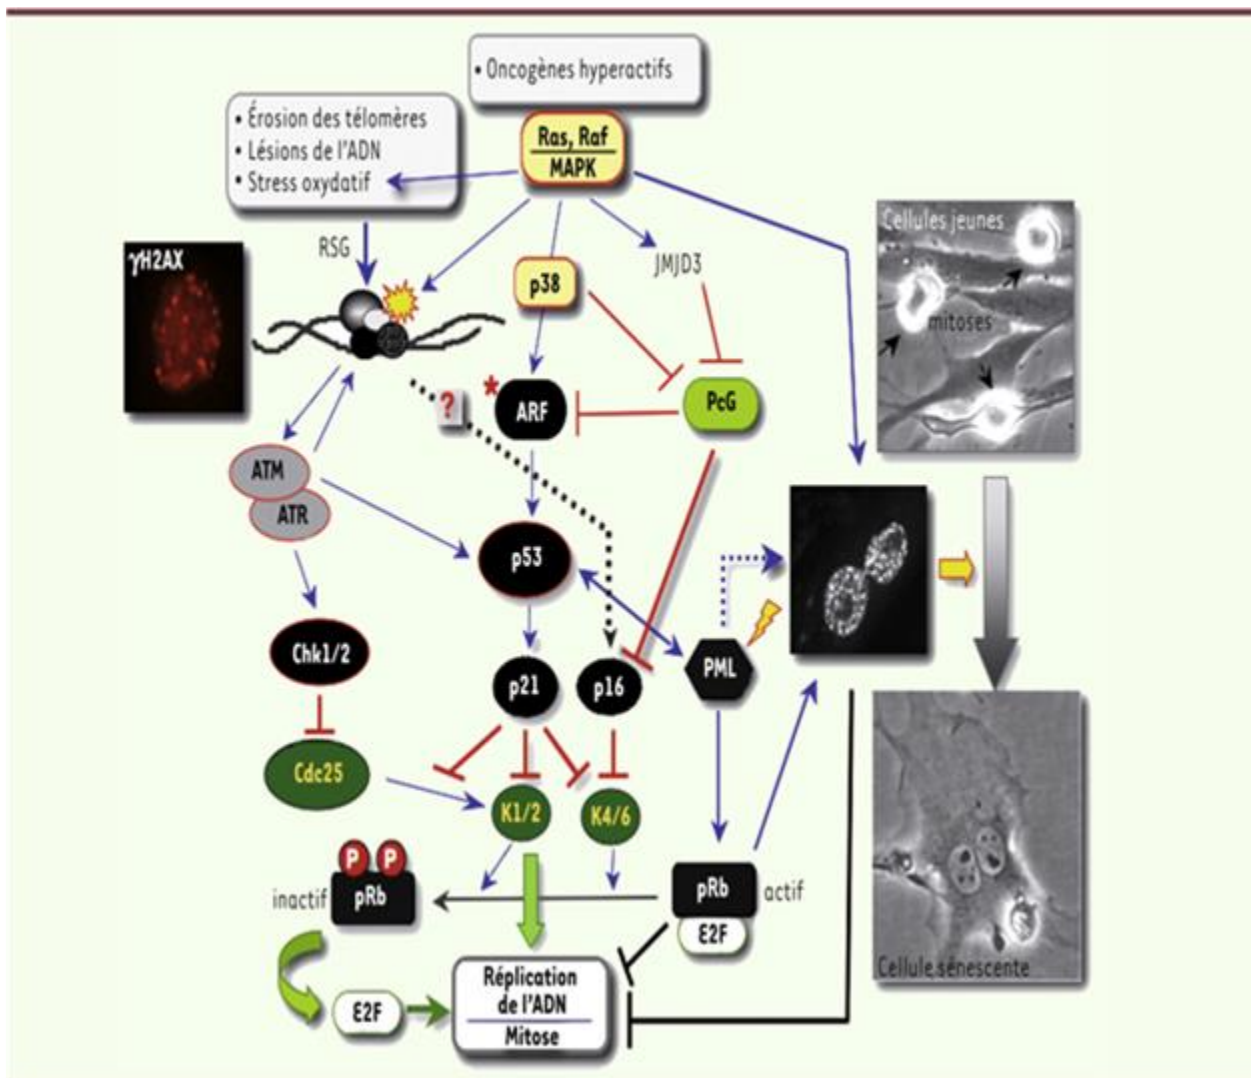 • Oncogènes hyperactifs
• Érosion des télomères
• Lésions de l'ADN
• Stress oxydatif
Ras, Raf
MAPK
RSG
JMJD3
γH2AX
p38
Cellules jeunes
mitoses
?
*
ARF
PcG
ATM
ATR
p53
Chk1/2
p21
p16
PML
Cdc25
K1/2
K4/6
P P
inactif
pRb
pRb
actif
E2F
Réplication
de l'ADN
Mitose
E2F
Cellule sénescente